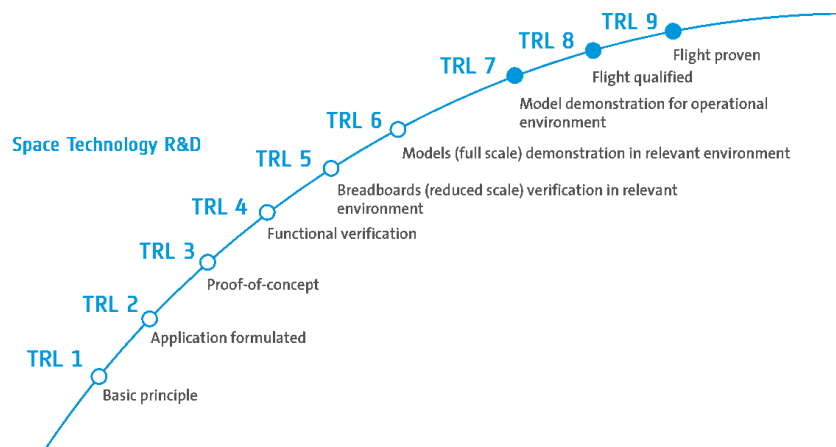 TRL 9
Flight proven
TRL 8
Flight qualified
TRL 7
Model demonstration for operational
environment
TRL 6
Models (full scale) demonstration in relevant environment
Space Technology R&D
TRL 5
Breadboards (reduced scale) verification in relevant
environment
TRL 4
Functional verification
TRL 3
Proof-of-concept
TRL 2
Application formulated
TRL 1
Basic principle